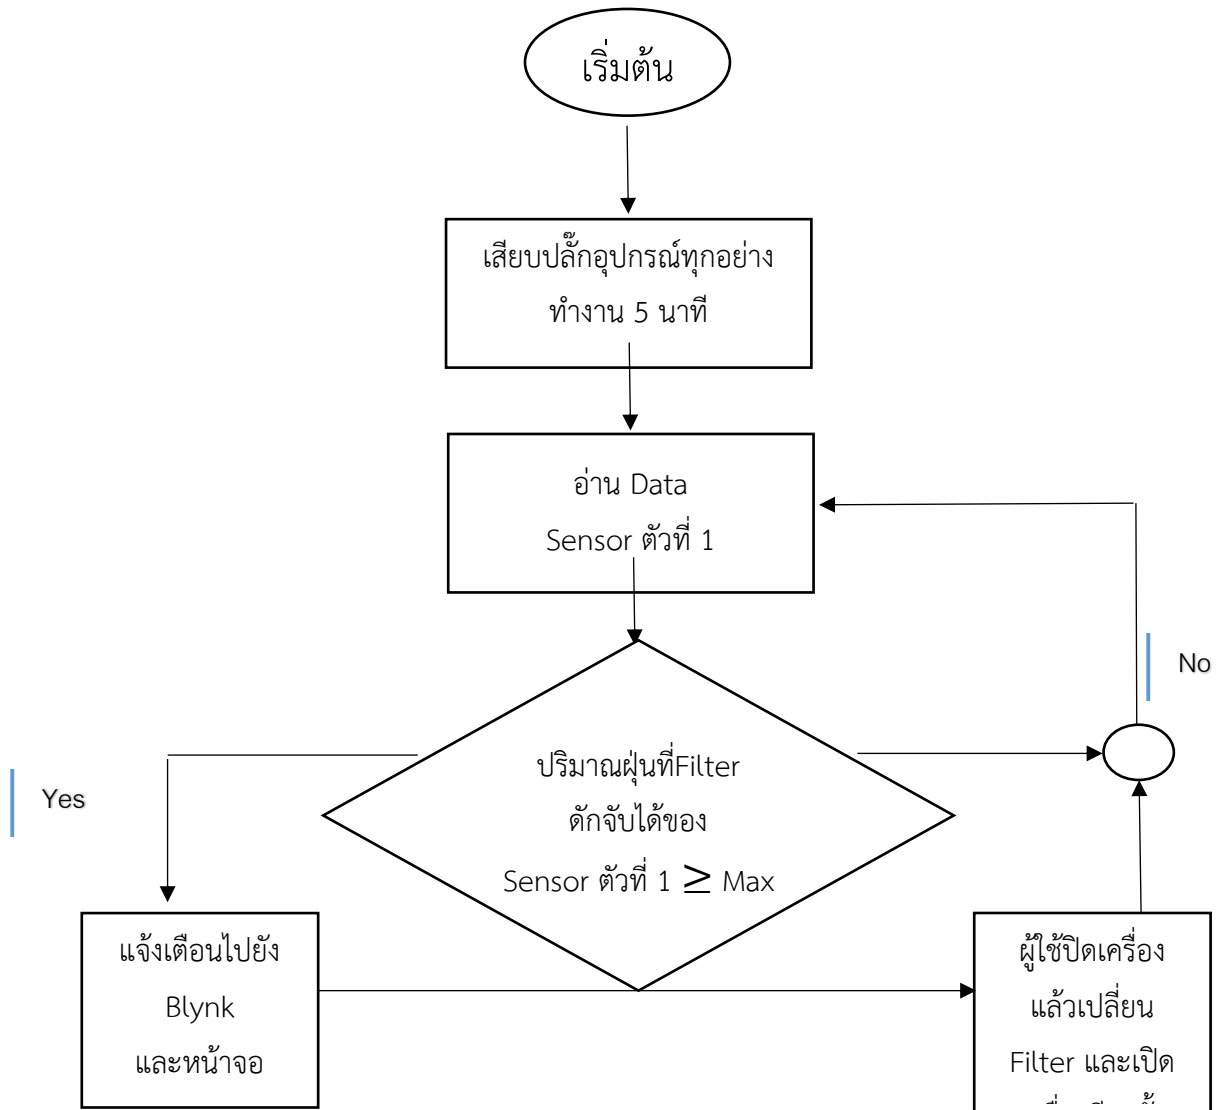 เริ่มต้น
เสียบปลั๊กอุปกรณ์ทุกอย่าง
ทำงาน 5 นาที
อ่าน Data
Sensor ตัวที่ 1
No
ปริมาณฝุ่นที่Filter
ดักจับได้ของ
Sensor ตัวที่ 1 ≥ Max
Yes
แจ้งเตือนไปยัง
Blynk
และหน้าจอ
ผู้ใช้ปิดเครื่อง
แล้วเปลี่ยน
Filter และเปิด